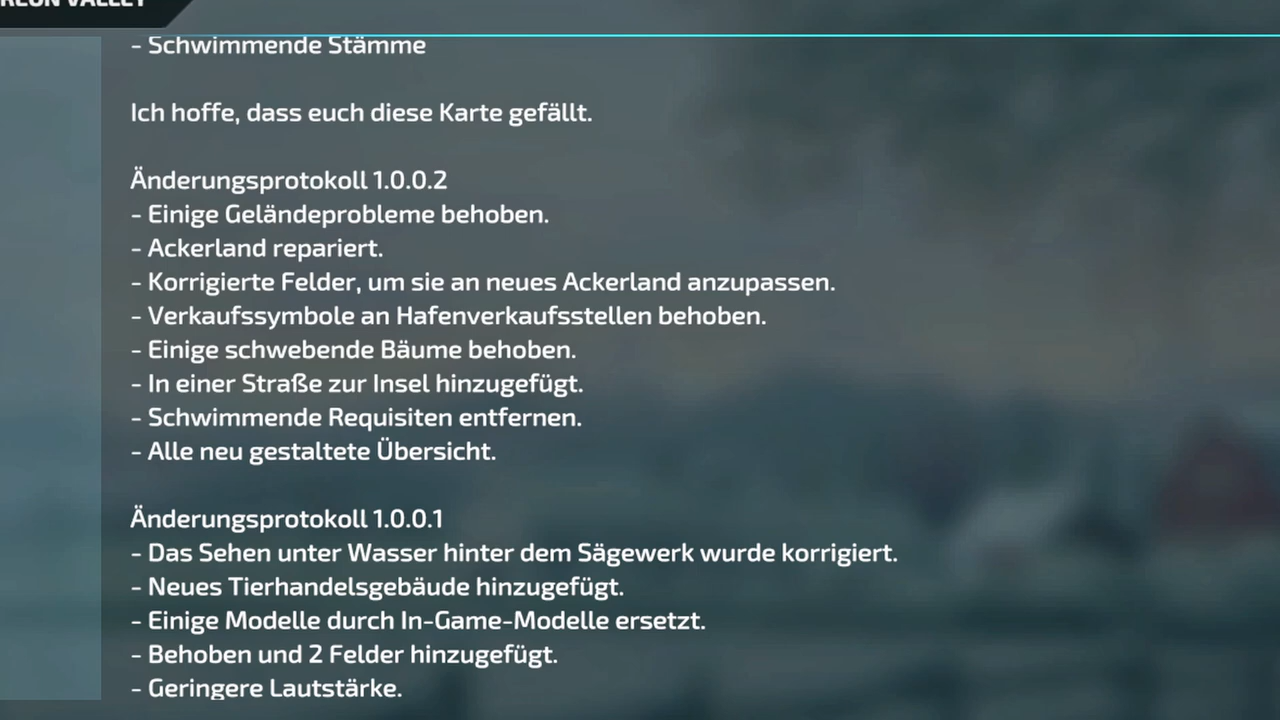 VALLEY
- Schwimmende Stämme
Ich hoffe, dass euch diese Karte gefällt.
Änderungsprotokoll 1.0.0.2
- Einige Geländeprobleme behoben.
- Ackerland repariert.
- Korrigierte Felder, um sie an neues Ackerland anzupassen.
- Verkaufssymbole an Hafenverkaufsstellen behoben.
- Einige schwebende Bäume behoben.
- In einer Straße zur Insel hinzugefügt.
- Schwimmende Requisiten entfernen.
- Alle neu gestaltete Übersicht.
Änderungsprotokoll 1.0.0.1
- Das Sehen unter Wasser hinter dem Sägewerk wurde korrigiert.
- Neues Tierhandelsgebäude hinzugefügt.
- Einige Modelle durch In-Game-Modelle ersetzt.
- Behoben und 2 Felder hinzugefügt.
- Geringere Lautstärke.